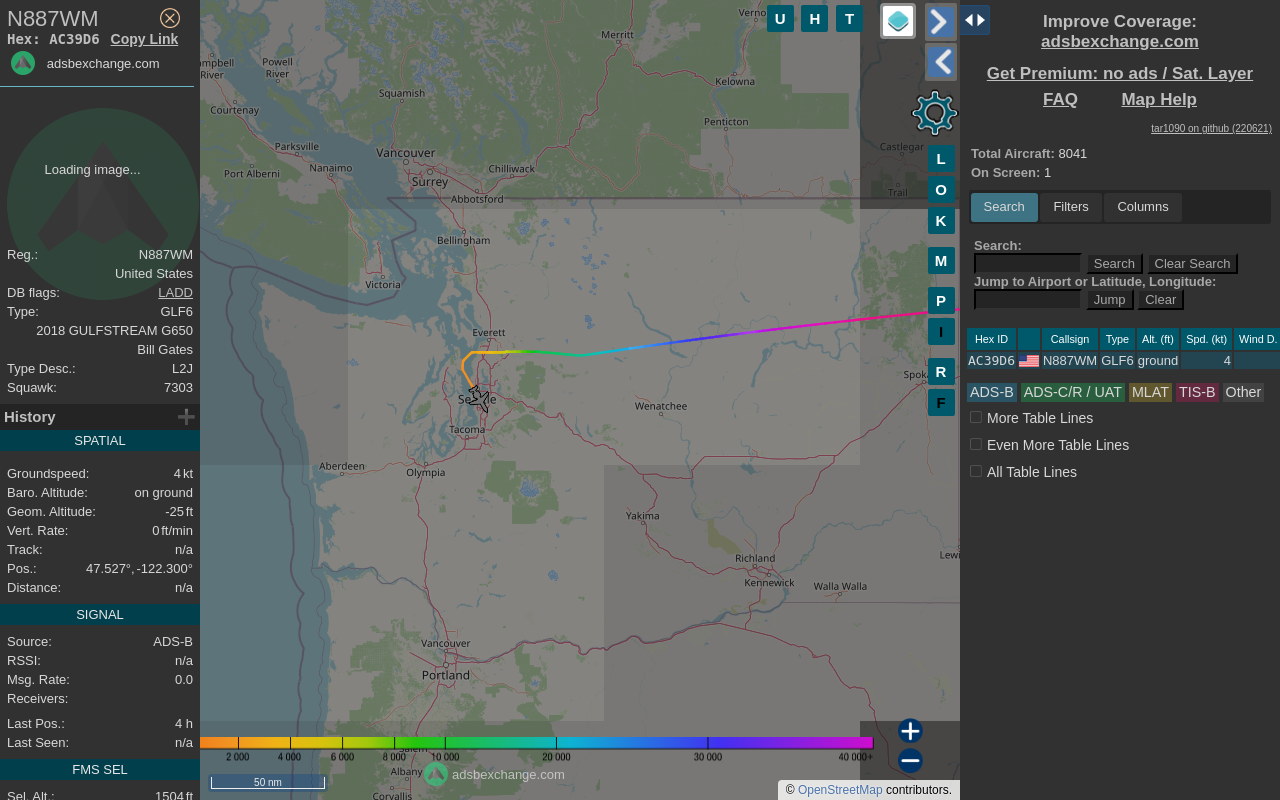 N887WM
Hex: AC39D6 Copy Link
adsbexchange.com
Loading image...
Reg.: N887WM
United States
DB flags: LADD
Type: GLF6
2018 GULFSTREAM G650
Bill Gates
Type Desc.: L2J
Squawk: 7303
History
SPATIAL
Groundspeed: 4 kt
Baro. Altitude: on ground
Geom. Altitude: -25 ft
Vert. Rate: 0 ft/min
Track: n/a
Pos.: 47.527°, -122.300°
Distance: n/a
SIGNAL
Source: ADS-B
RSSI: n/a
Msg. Rate: 0.0
Receivers:
Last Pos.: 4 h
Last Seen: n/a
FMS SEL
Sel. Alt.: 1504 ft
Merritt
mpbell
River
Powell
River
Squamish
Kelowna
Courtenay
Penticton
Parksville
Vancouver
Castlegar
Port Alberni
Nanaimo
Chilliwack
Surrey
Trail
Abbotsford
Bellingham
Victoria
Everett
Spok
Wenatchee
Tacoma
Aberdeen
Olympia
Yakima
Lewi
Richland
Kennewick
Walla Walla
Vancouver
Portland
Albany
Corvallis
U H T
L
O
K
M
P
I
R
F
2 000 4 000 6 000 8 000 10 000 20 000 30 000 40 000+
adsbexchange.com
50 nm
© OpenStreetMap contributors.
Improve Coverage:
adsbexchange.com
Get Premium: no ads / Sat. Layer
FAQ Map Help
tar1090 on github (220621)
Total Aircraft: 8041
On Screen: 1
Search Filters Columns
Search:
Search Clear Search
Jump to Airport or Latitude, Longitude:
Jump Clear
Hex ID Callsign Type Alt. (ft) Spd. (kt) Wind D.
AC39D6 N887WM GLF6 ground 4
ADS-B ADS-C/R / UAT MLAT TIS-B Other
More Table Lines
Even More Table Lines
All Table Lines